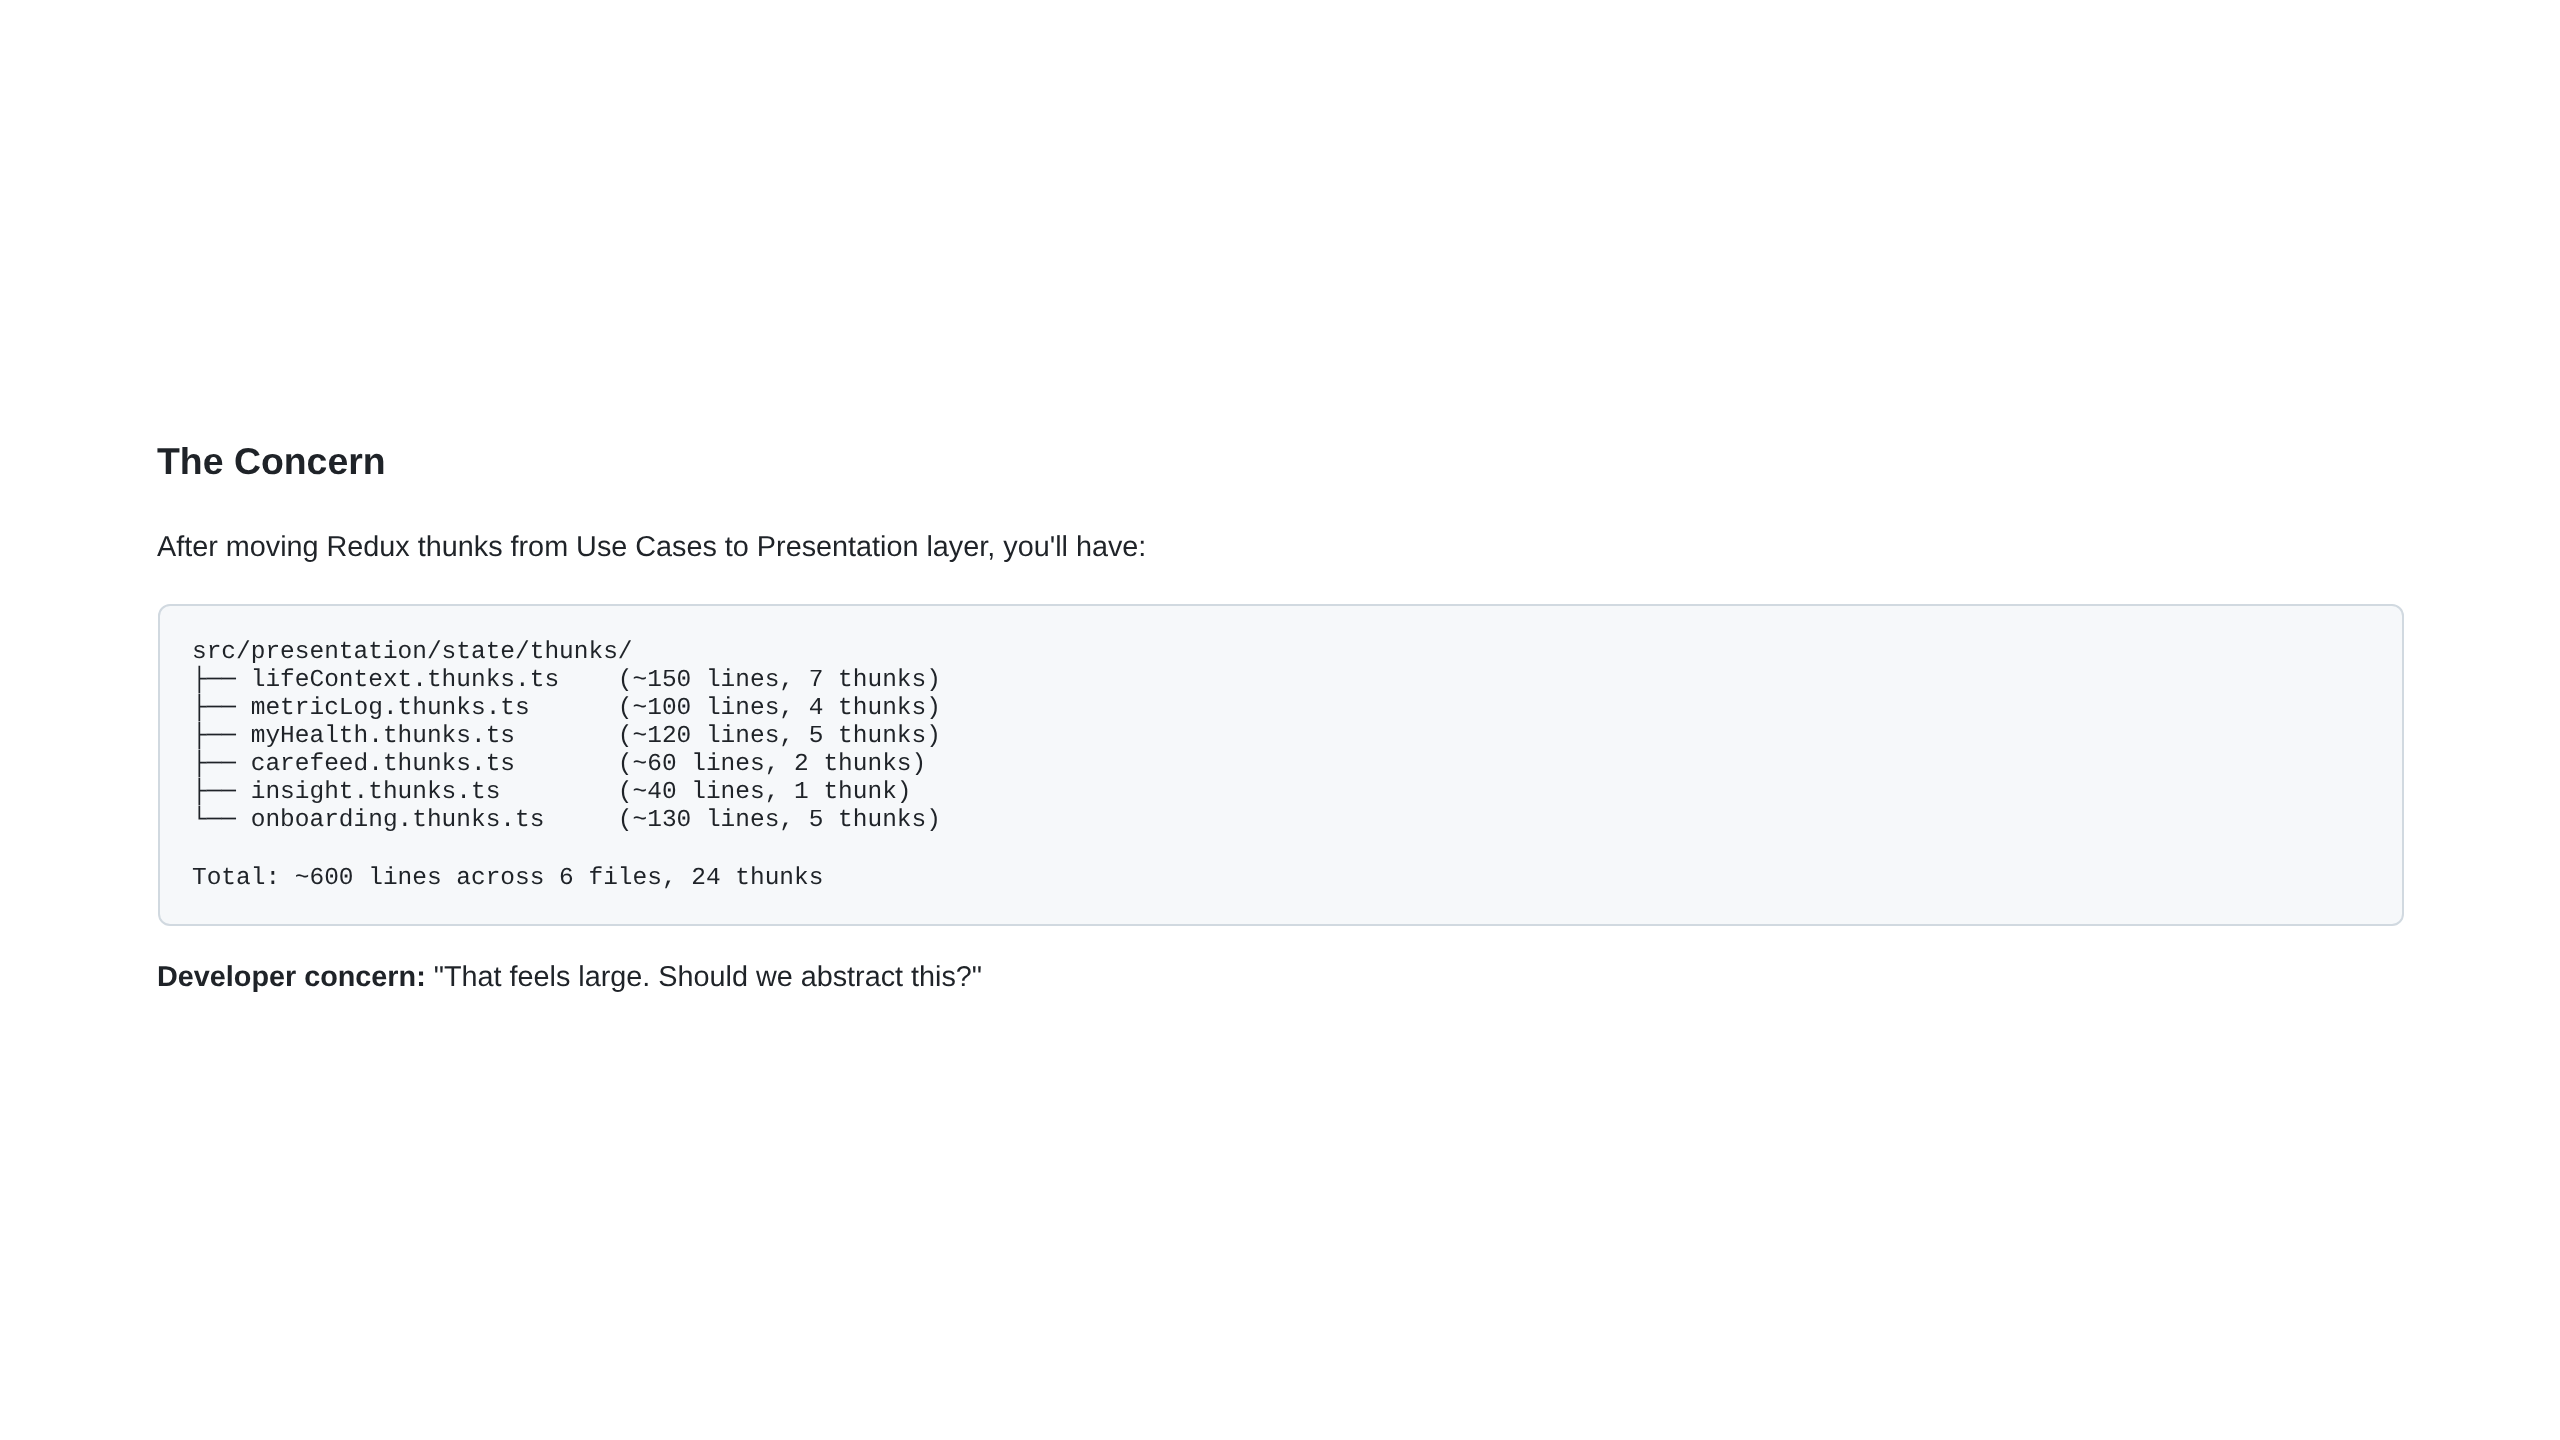 The Concern
After moving Redux thunks from Use Cases to Presentation layer, you'll have:
src/presentation/state/thunks/
├── lifeContext.thunks.ts    (~150 lines, 7 thunks)
├── metricLog.thunks.ts      (~100 lines, 4 thunks)
├── myHealth.thunks.ts       (~120 lines, 5 thunks)
├── carefeed.thunks.ts       (~60 lines, 2 thunks)
├── insight.thunks.ts        (~40 lines, 1 thunk)
└── onboarding.thunks.ts     (~130 lines, 5 thunks)
Total: ~600 lines across 6 files, 24 thunks
Developer concern: "That feels large. Should we abstract this?"